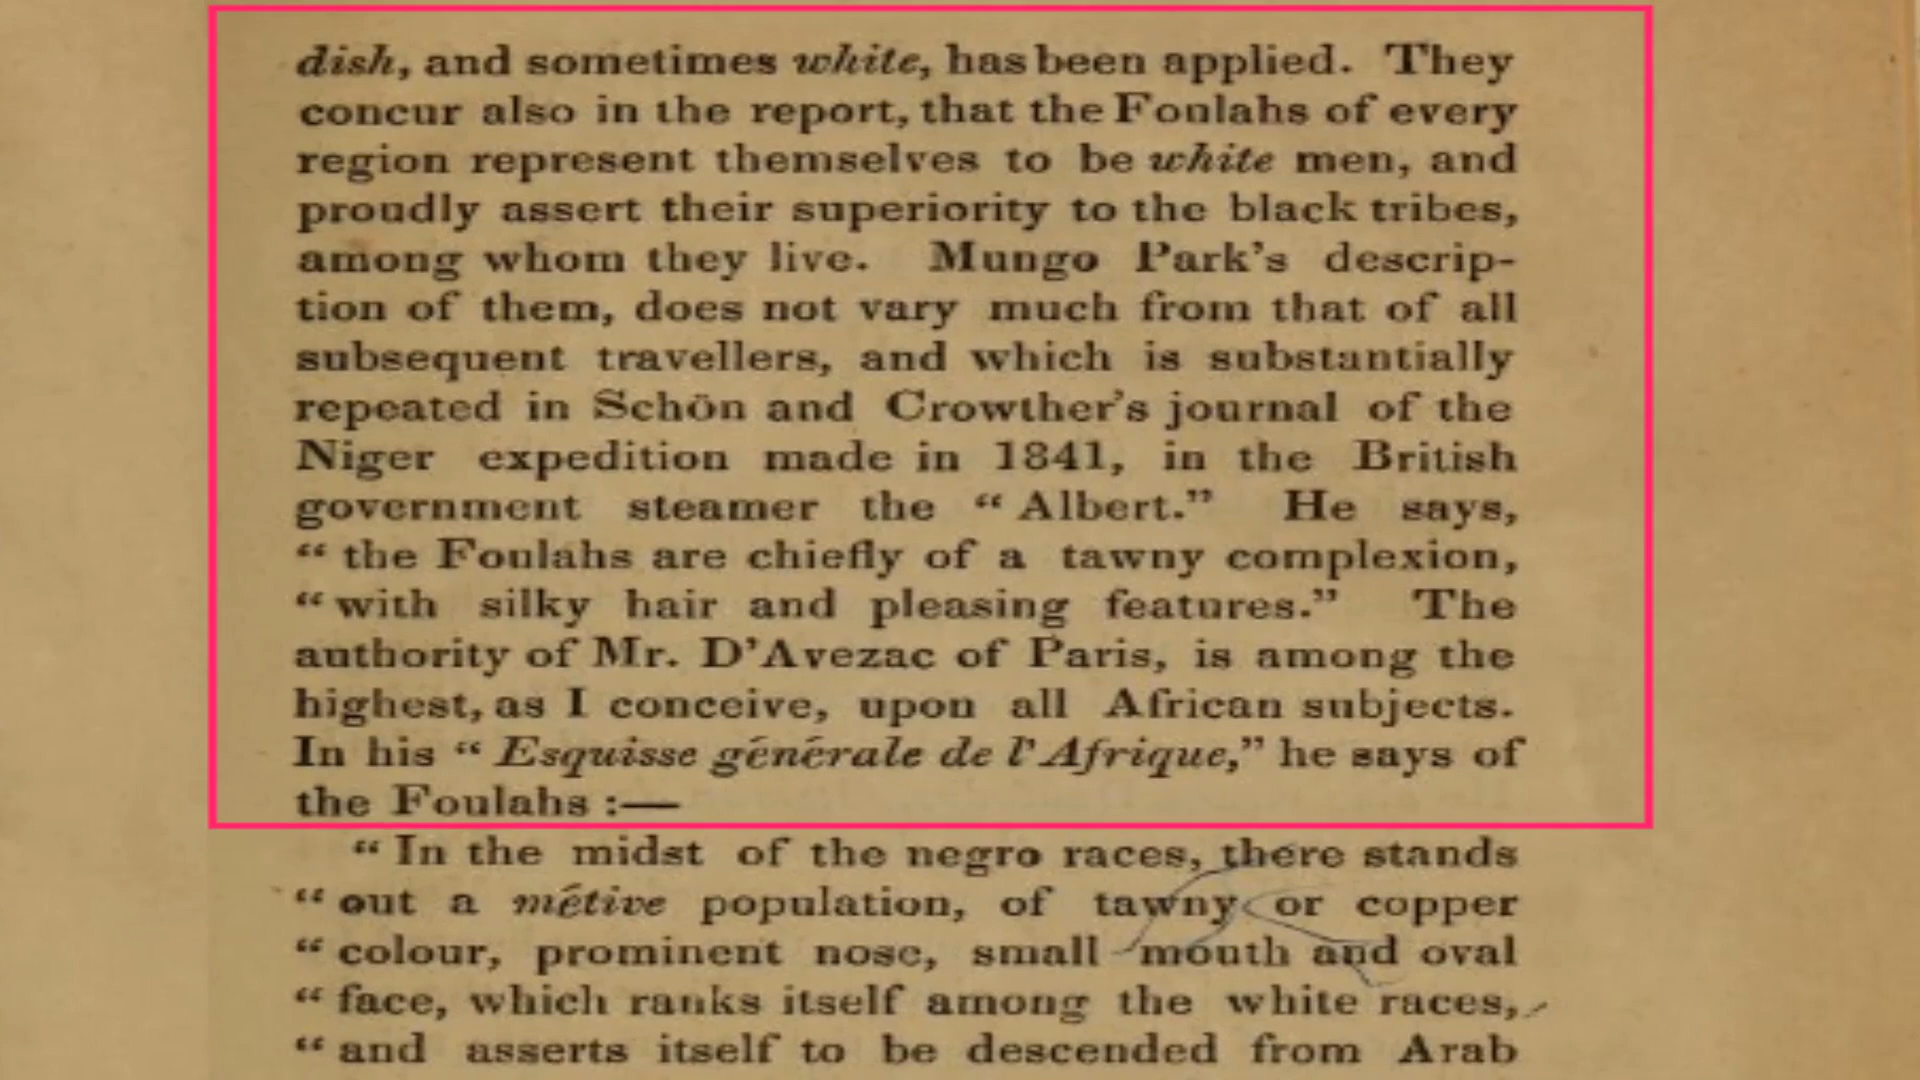 dish, and sometimes white, has been applied. They
concur also in the report, that the Foulahs of every
region represent themselves to be white men, and
proudly assert their superiority to the black tribes,
among whom they live. Mungo Park's descrip-
tion of them, does not vary much from that of all
subsequent travellers, and which is substantially
repeated in Schön and Crowther's journal of the
Niger expedition made in 1841, in the British
government steamer the "Albert." He says,
"the Foulahs are chiefly of a tawny complexion,
"with silky hair and pleasing features." The
authority of Mr. D'Avezac of Paris, is among the
highest, as I conceive, upon all African subjects.
In his "Esquisse générale de l'Afrique," he says of
the Foulahs :—
"In the midst of the negro races, there stands
"out a métive population, of tawny or copper
"colour, prominent nose, small mouth and oval
"face, which ranks itself among the white races,
"and asserts itself to be descended from Arab